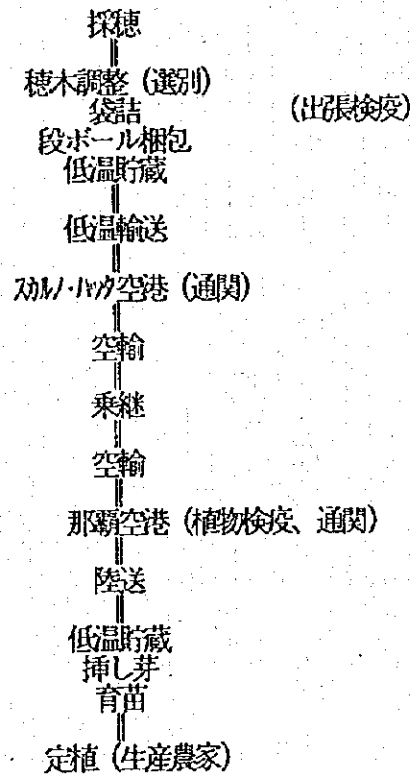 採穂
穂木調整（選別）
袋詰　（出張検疫）
段ボール梱包
低温貯蔵
低温輸送
スカルノ・ハッタ空港（通関）
空輸
乗継
空輸
那覇空港（植物検疫、通関）
陸送
低温貯蔵
挿し芽
育苗
定植（生産農家）